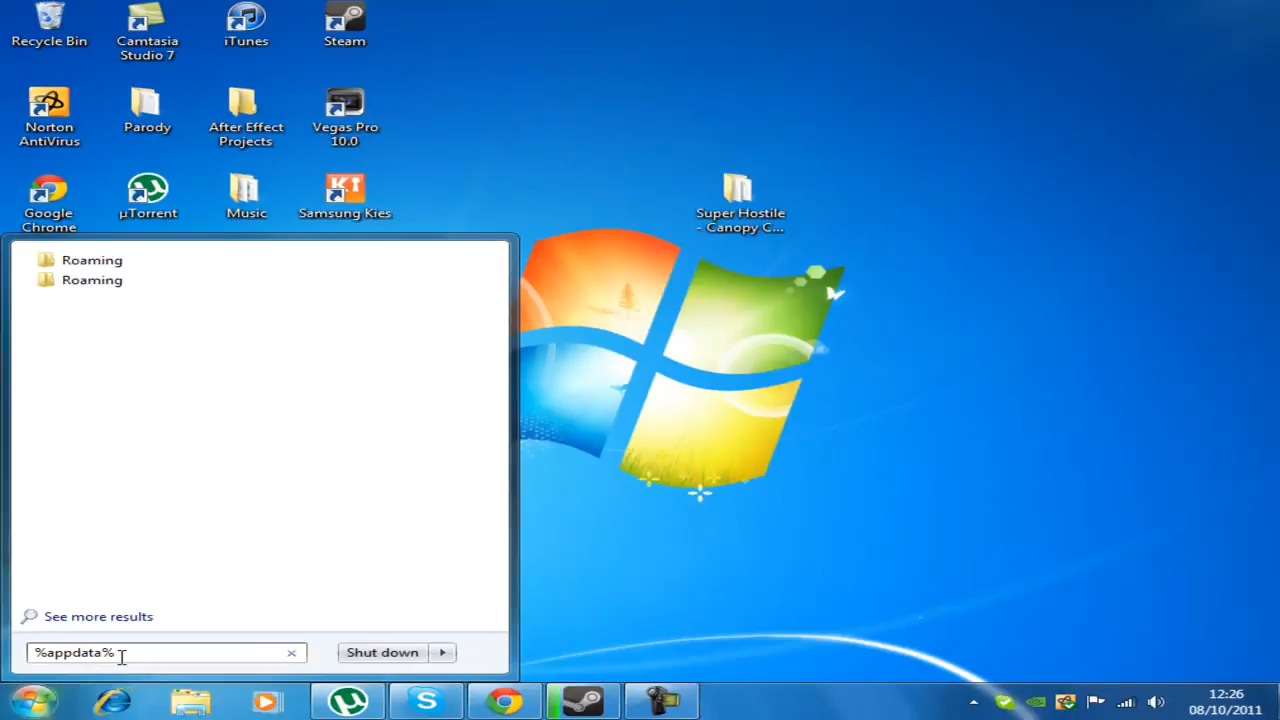 Recycle Bin
Camtasia
Studio 7
iTunes
Steam
Norton
AntiVirus
Parody
After Effect
Projects
Vegas Pro
10.0
Google
Chrome
µTorrent
Music
Samsung Kies
Super Hostile
- Canopy C...
Roaming
Roaming
See more results
%appdata%
Shut down
12:26
08/10/2011